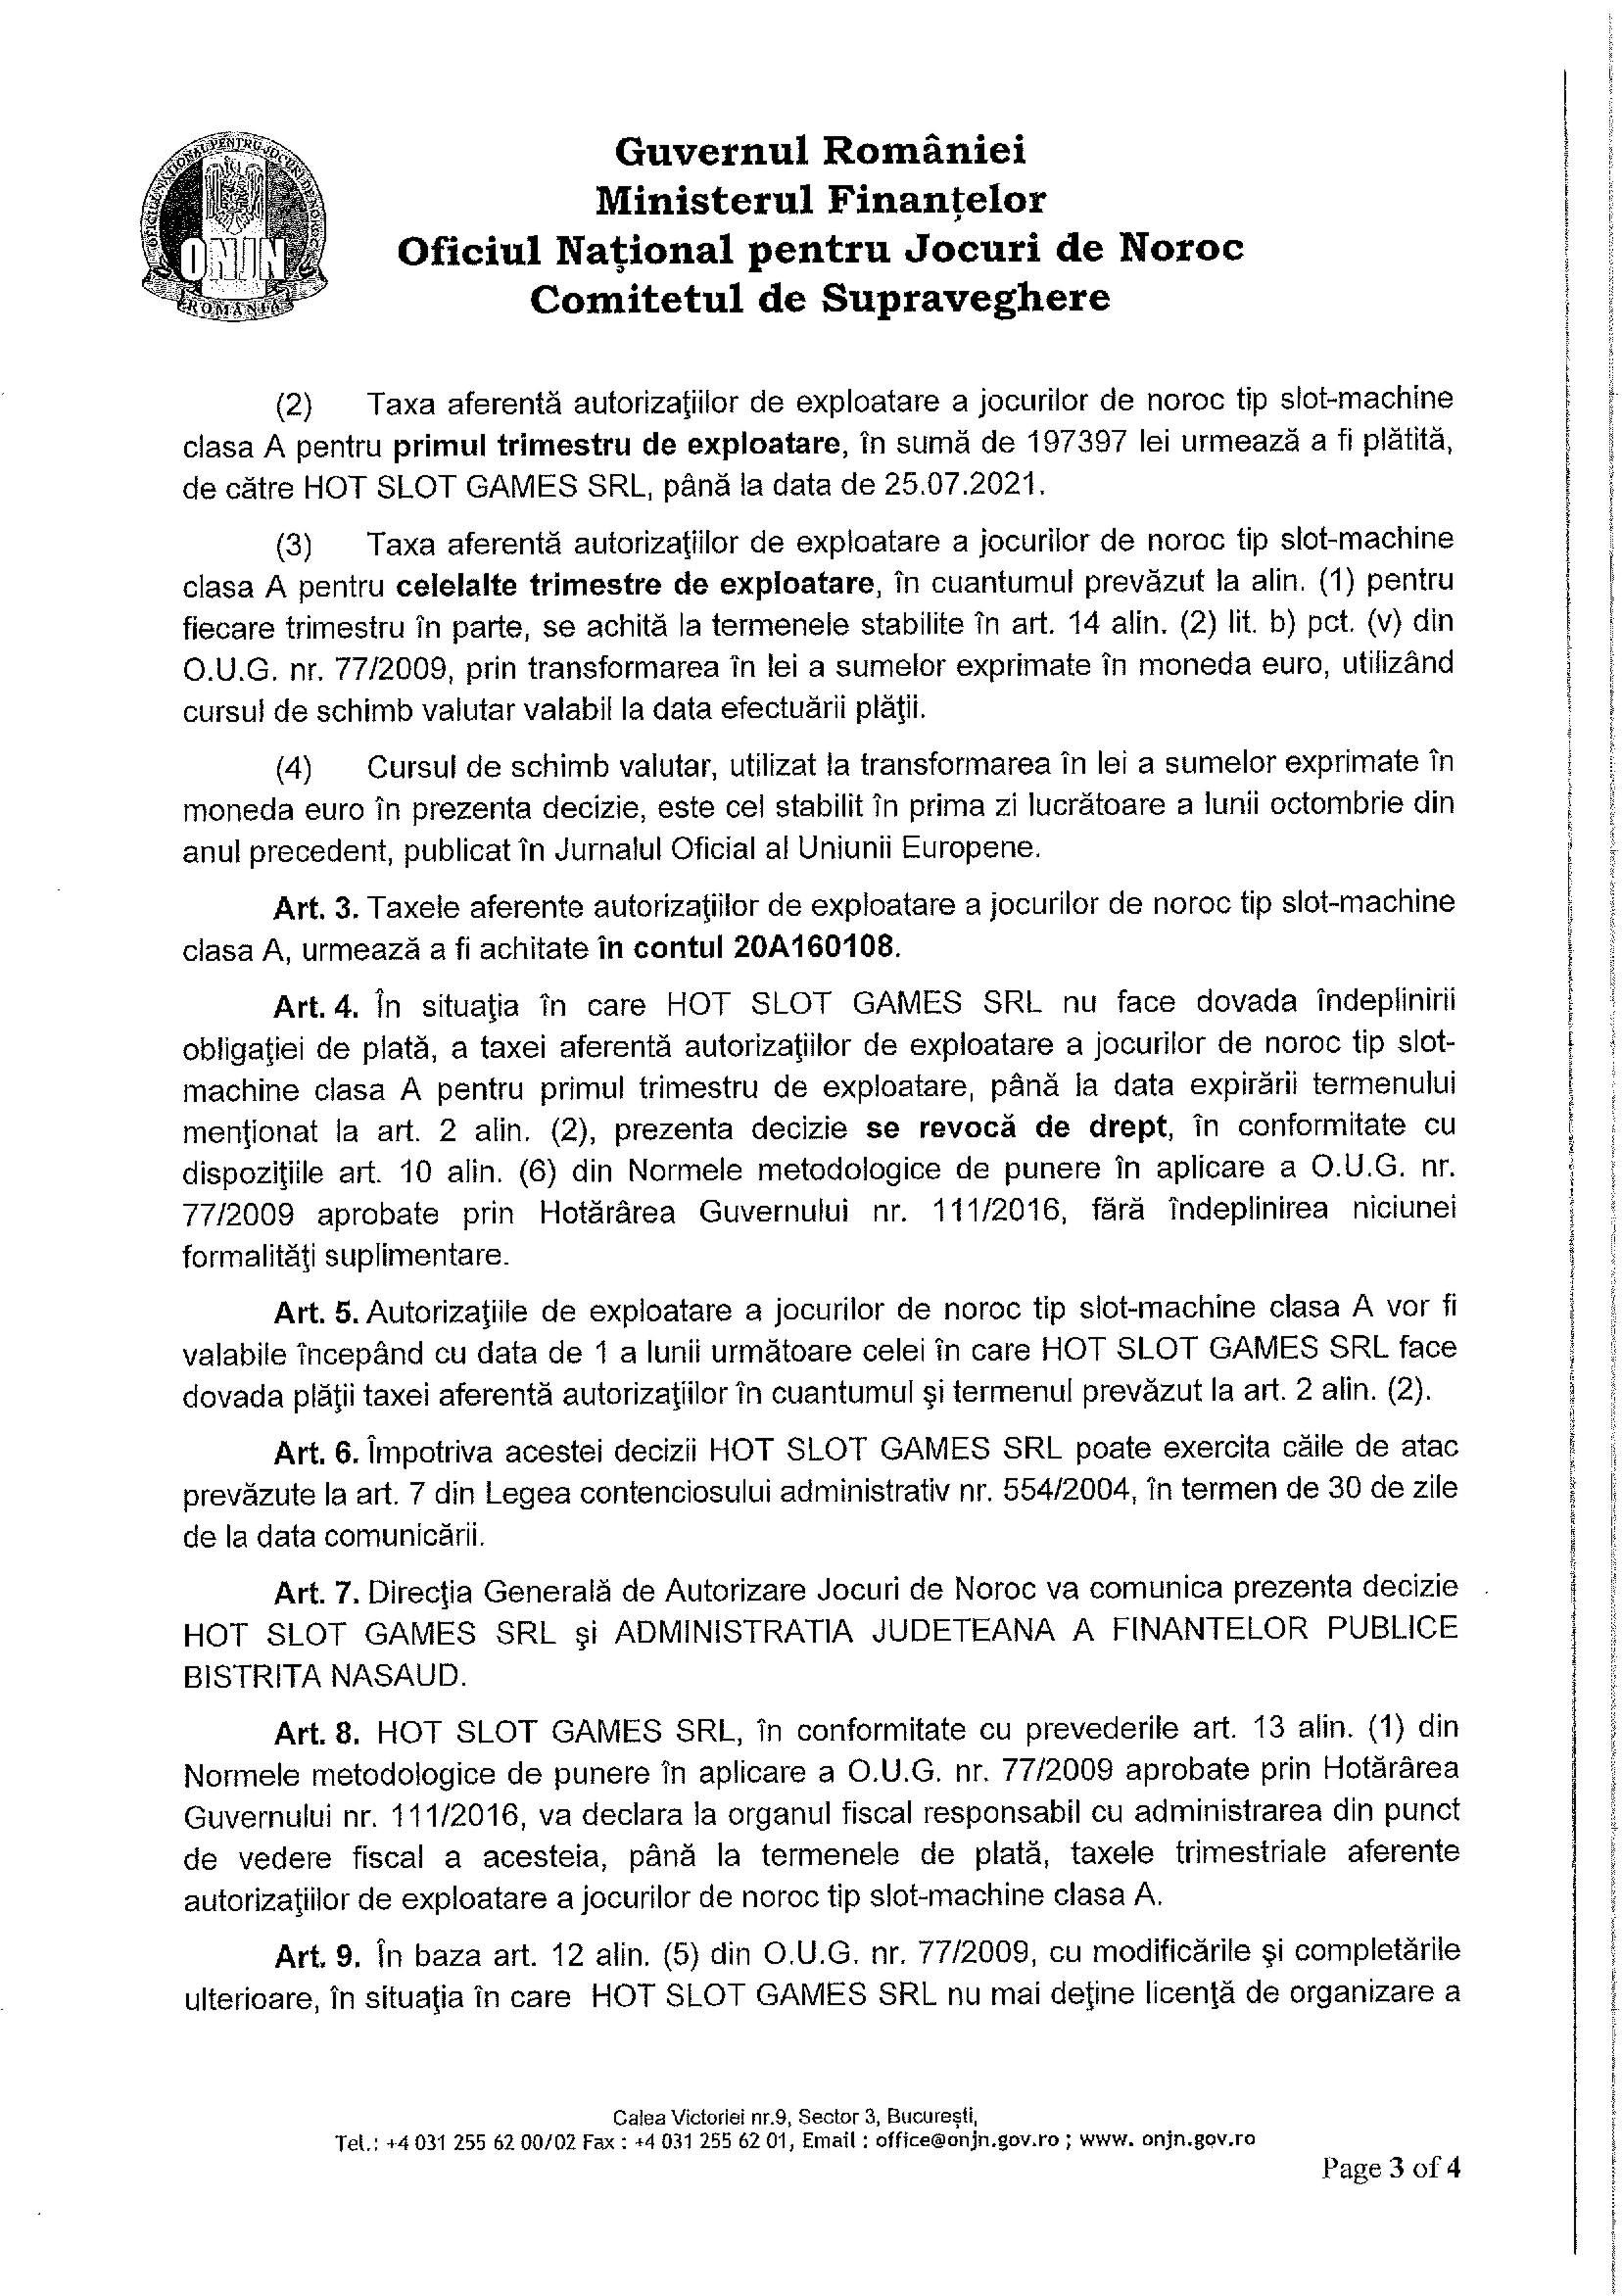 OFICIUL NAȚIONAL PENTRU JOCURI DE NOROC
ONJN
ROMÂNIA
Guvernul României
Ministerul Finanţelor
Oficiul Naţional pentru Jocuri de Noroc
Comitetul de Supraveghere
(2) Taxa aferentă autorizaţiilor de exploatare a jocurilor de noroc tip slot-machine
clasa A pentru primul trimestru de exploatare, în sumă de 197397 lei urmează a fi plătită,
de către HOT SLOT GAMES SRL, până la data de 25.07.2021.
(3) Taxa aferentă autorizaţiilor de exploatare a jocurilor de noroc tip slot-machine
clasa A pentru celelalte trimestre de exploatare, în cuantumul prevăzut la alin. (1) pentru
fiecare trimestru în parte, se achită la termenele stabilite în art. 14 alin. (2) lit. b) pct. (v) din
O.U.G. nr. 77/2009, prin transformarea în lei a sumelor exprimate în moneda euro, utilizând
cursul de schimb valutar valabil la data efectuării plăţii.
(4) Cursul de schimb valutar, utilizat la transformarea în lei a sumelor exprimate în
moneda euro în prezenta decizie, este cel stabilit în prima zi lucrătoare a lunii octombrie din
anul precedent, publicat în Jurnalul Oficial al Uniunii Europene.
Art. 3. Taxele aferente autorizaţiilor de exploatare a jocurilor de noroc tip slot-machine
clasa A, urmează a fi achitate în contul 20A160108.
Art. 4. În situaţia în care HOT SLOT GAMES SRL nu face dovada îndeplinirii
obligaţiei de plată, a taxei aferentă autorizaţiilor de exploatare a jocurilor de noroc tip slot-
machine clasa A pentru primul trimestru de exploatare, până la data expirării termenului
menţionat la art. 2 alin. (2), prezenta decizie se revocă de drept, în conformitate cu
dispoziţiile art. 10 alin. (6) din Normele metodologice de punere în aplicare a O.U.G. nr.
77/2009 aprobate prin Hotărârea Guvernului nr. 111/2016, fără îndeplinirea niciunei
formalităţi suplimentare.
Art. 5. Autorizaţiile de exploatare a jocurilor de noroc tip slot-machine clasa A vor fi
valabile începând cu data de 1 a lunii următoare celei în care HOT SLOT GAMES SRL face
dovada plăţii taxei aferentă autorizaţiilor în cuantumul şi termenul prevăzut la art. 2 alin. (2).
Art. 6. Împotriva acestei decizii HOT SLOT GAMES SRL poate exercita căile de atac
prevăzute la art. 7 din Legea contenciosului administrativ nr. 554/2004, în termen de 30 de zile
de la data comunicării.
Art. 7. Direcţia Generală de Autorizare Jocuri de Noroc va comunica prezenta decizie
HOT SLOT GAMES SRL şi ADMINISTRATIA JUDETEANA A FINANTELOR PUBLICE
BISTRITA NASAUD.
Art. 8. HOT SLOT GAMES SRL, în conformitate cu prevederile art. 13 alin. (1) din
Normele metodologice de punere în aplicare a O.U.G. nr. 77/2009 aprobate prin Hotărârea
Guvernului nr. 111/2016, va declara la organul fiscal responsabil cu administrarea din punct
de vedere fiscal a acesteia, până la termenele de plată, taxele trimestriale aferente
autorizaţiilor de exploatare a jocurilor de noroc tip slot-machine clasa A.
Art. 9. În baza art. 12 alin. (5) din O.U.G. nr. 77/2009, cu modificările şi completările
ulterioare, în situaţia în care HOT SLOT GAMES SRL nu mai deţine licenţă de organizare a
Calea Victoriei nr.9, Sector 3, Bucureşti,
Tel.: +4 031 255 62 00/02 Fax : +4 031 255 62 01, Email : office@onjn.gov.ro ; www. onjn.gov.ro
Page 3 of 4